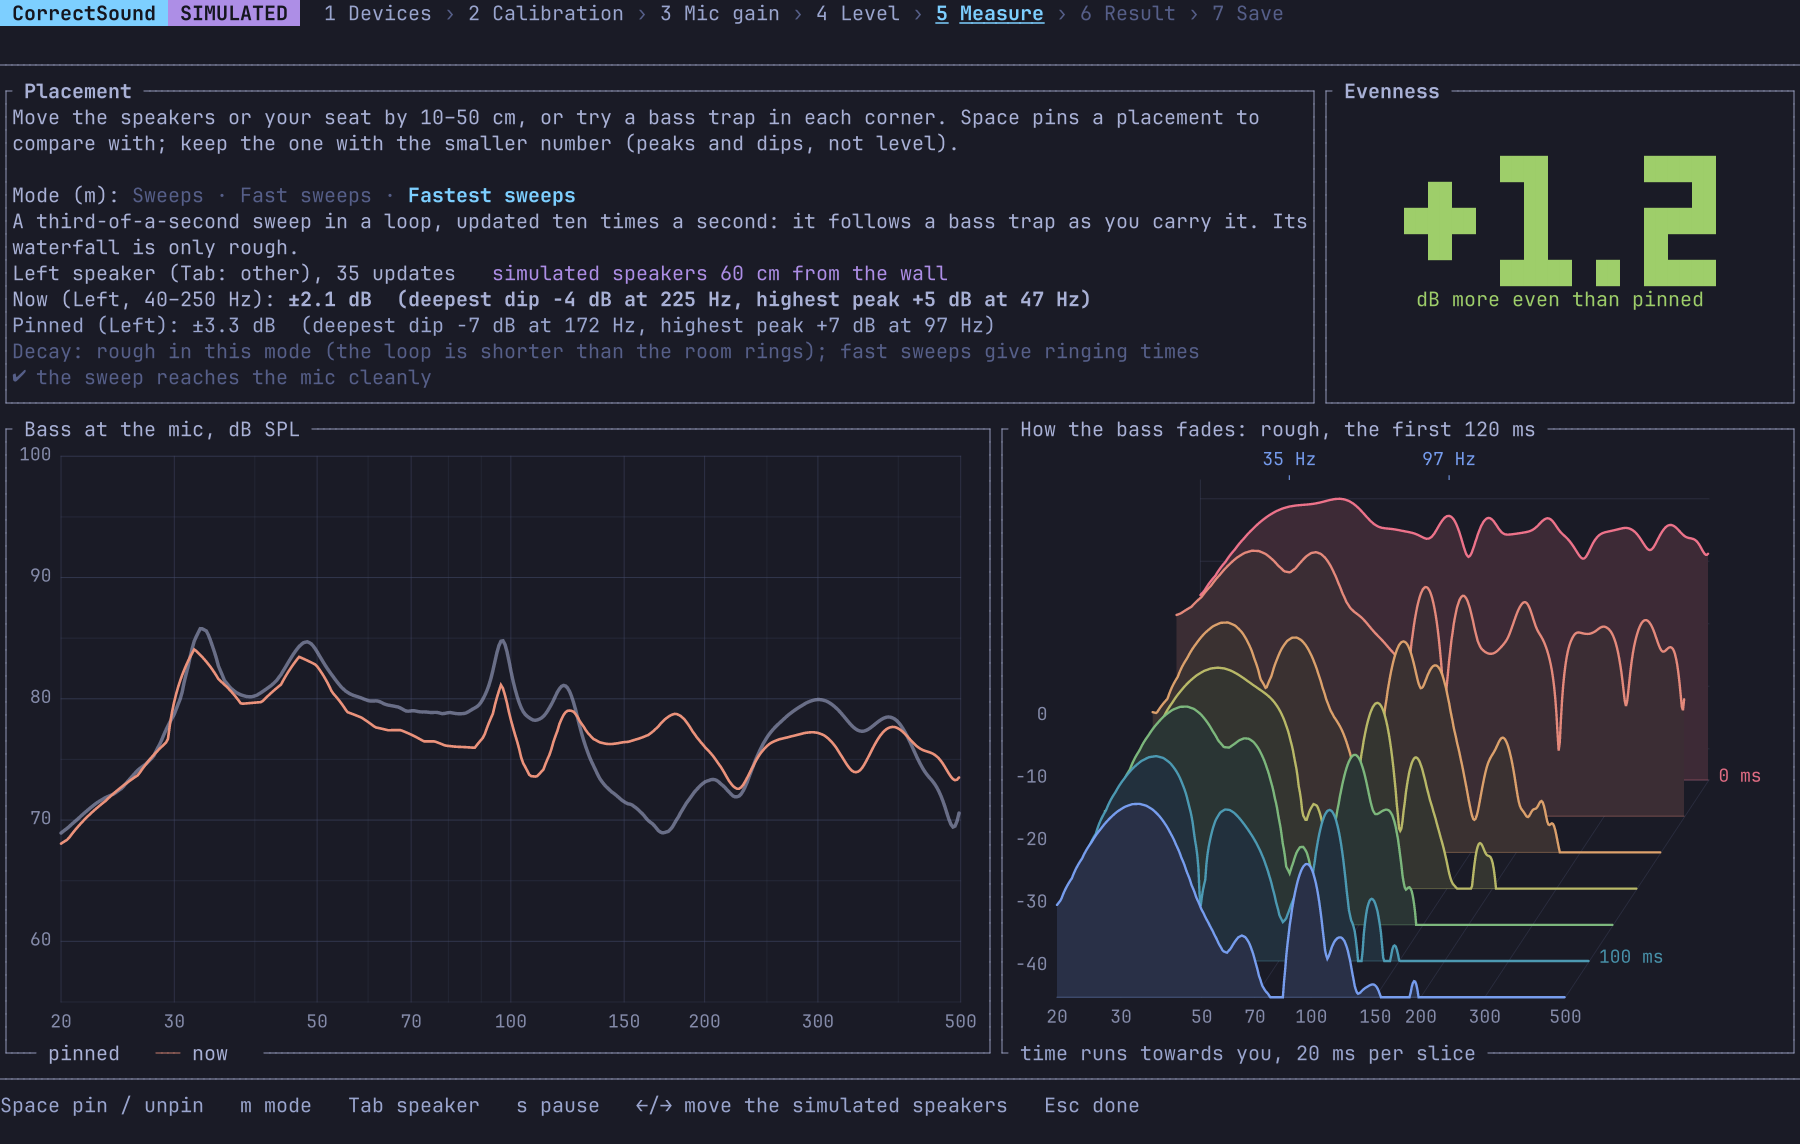 CorrectSound SIMULATED 1 Devices › 2 Calibration › 3 Mic gain › 4 Level › 5 Measure › 6 Result › 7 Save
Placement
Move the speakers or your seat by 10–50 cm, or try a bass trap in each corner. Space pins a placement to
compare with; keep the one with the smaller number (peaks and dips, not level).
Mode (m): Sweeps · Fast sweeps · Fastest sweeps
A third-of-a-second sweep in a loop, updated ten times a second: it follows a bass trap as you carry it. Its
waterfall is only rough.
Left speaker (Tab: other), 35 updates simulated speakers 60 cm from the wall
Now (Left, 40–250 Hz): ±2.1 dB (deepest dip -4 dB at 225 Hz, highest peak +5 dB at 47 Hz)
Pinned (Left): ±3.3 dB (deepest dip -7 dB at 172 Hz, highest peak +7 dB at 97 Hz)
Decay: rough in this mode (the loop is shorter than the room rings); fast sweeps give ringing times
✔ the sweep reaches the mic cleanly
Evenness
+1.2
dB more even than pinned
Bass at the mic, dB SPL
100
90
80
70
60
20 30 50 70 100 150 200 300 500
pinned now
How the bass fades: rough, the first 120 ms
35 Hz 97 Hz
0
-10
-20
-30
-40
0 ms
100 ms
20 30 50 70 100 150 200 300 500
time runs towards you, 20 ms per slice
Space pin / unpin m mode Tab speaker s pause ←/→ move the simulated speakers Esc done